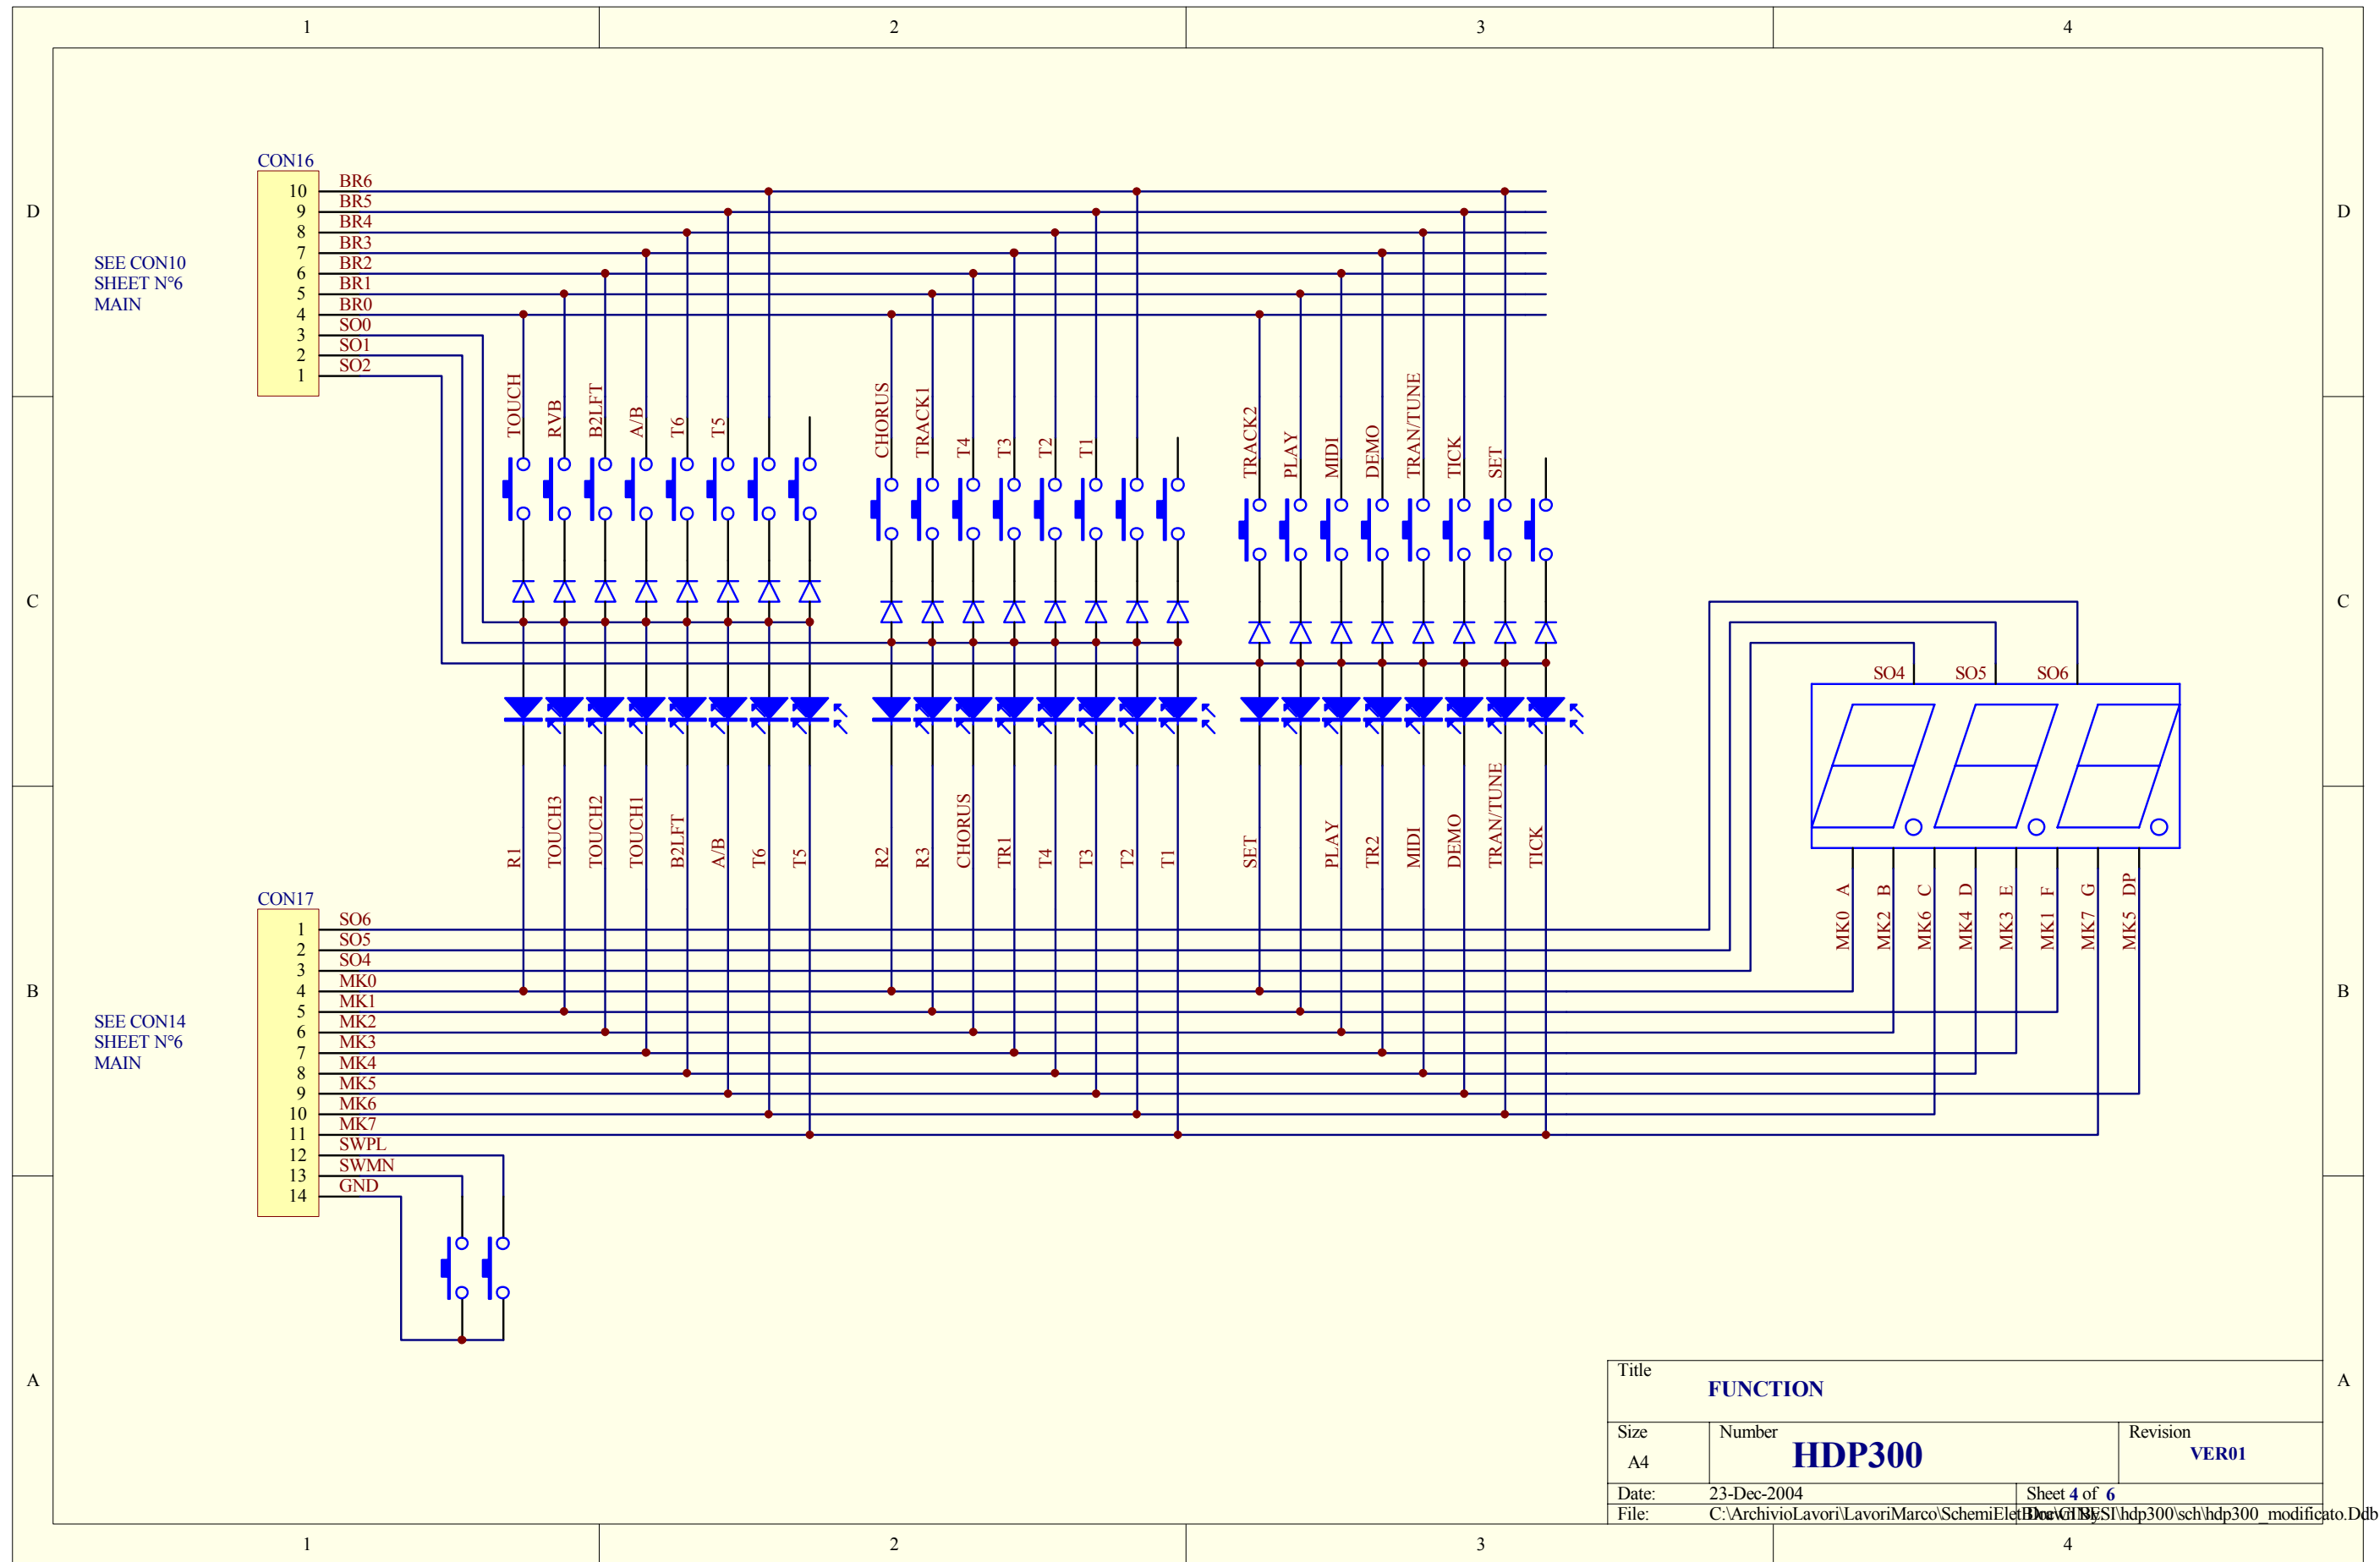 1 2 3 4
D D
CON16
10 BR6
9 BR5
8 BR4
7 BR3
6 BR2
5 BR1
4 BR0
3 SO0
2 SO1
1 SO2
SEE CON10
SHEET N°6
MAIN
TOUCH RVB B2LFT A/B T6 T5
CHORUS TRACK1 T4 T3 T2 T1
TRACK2 PLAY MIDI DEMO TRAN/TUNE TICK SET
C C
SO4 SO5 SO6
R1 TOUCH3 TOUCH2 TOUCH1 B2LFT A/B T6 T5
R2 R3 CHORUS TR1 T4 T3 T2 T1
SET PLAY TR2 MIDI DEMO TRAN/TUNE TICK
MK0 A
MK2 B
MK6 C
MK4 D
MK3 E
MK1 F
MK7 G
MK5 DP
B B
CON17
1 SO6
2 SO5
3 SO4
4 MK0
5 MK1
6 MK2
7 MK3
8 MK4
9 MK5
10 MK6
11 MK7
12 SWPL
13 SWMN
14 GND
SEE CON14
SHEET N°6
MAIN
A A
Title
FUNCTION
Size Number Revision
A4 HDP300 VER01
Date: 23-Dec-2004 Sheet 4 of 6
File: C:\ArchivioLavori\LavoriMarco\SchemiElet \hdp300\sch\hdp300_modificato.Ddb
1 2 3 4